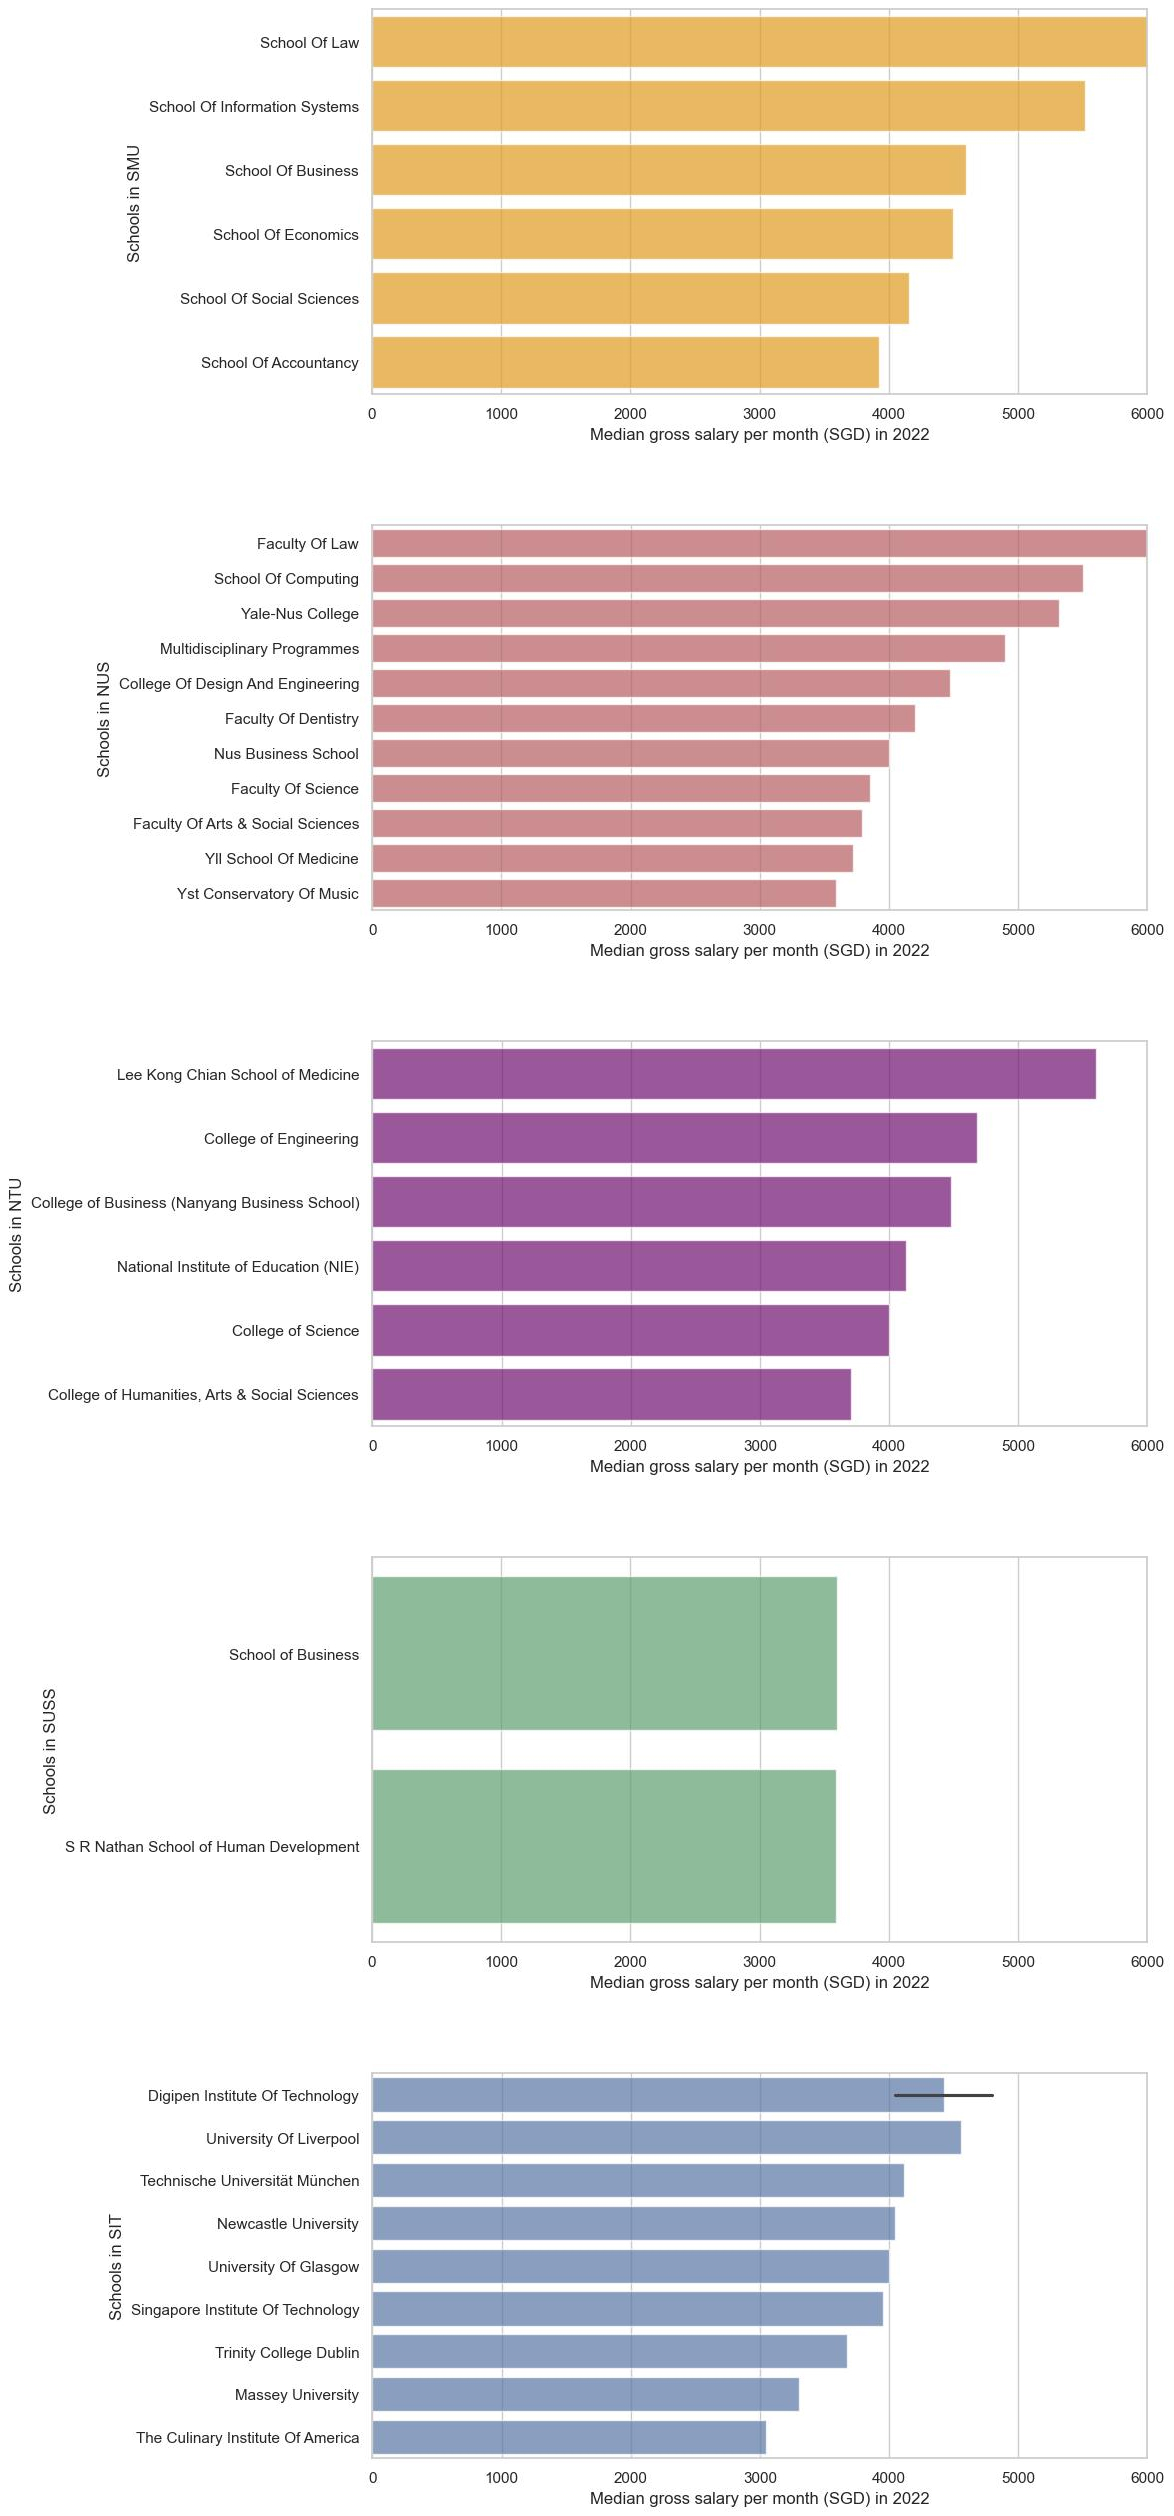 School Of Law
School Of Information Systems
School Of Business
School Of Economics
School Of Social Sciences
School Of Accountancy
Schools in SMU
0 1000 2000 3000 4000 5000 6000
Median gross salary per month (SGD) in 2022
Faculty Of Law
School Of Computing
Yale-Nus College
Multidisciplinary Programmes
College Of Design And Engineering
Faculty Of Dentistry
Nus Business School
Faculty Of Science
Faculty Of Arts & Social Sciences
Yll School Of Medicine
Yst Conservatory Of Music
Schools in NUS
0 1000 2000 3000 4000 5000 6000
Median gross salary per month (SGD) in 2022
Lee Kong Chian School of Medicine
College of Engineering
College of Business (Nanyang Business School)
National Institute of Education (NIE)
College of Science
College of Humanities, Arts & Social Sciences
Schools in NTU
0 1000 2000 3000 4000 5000 6000
Median gross salary per month (SGD) in 2022
School of Business
S R Nathan School of Human Development
Schools in SUSS
0 1000 2000 3000 4000 5000 6000
Median gross salary per month (SGD) in 2022
Digipen Institute Of Technology
University Of Liverpool
Technische Universität München
Newcastle University
University Of Glasgow
Singapore Institute Of Technology
Trinity College Dublin
Massey University
The Culinary Institute Of America
Schools in SIT
0 1000 2000 3000 4000 5000 6000
Median gross salary per month (SGD) in 2022